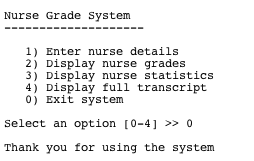 Nurse Grade System
--------------------
1) Enter nurse details
2) Display nurse grades
3) Display nurse statistics
4) Display full transcript
0) Exit system
Select an option [0-4] >> 0
Thank you for using the system